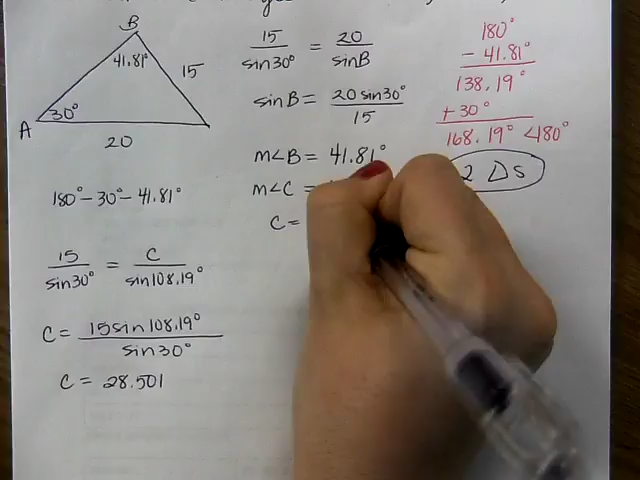 B
41.81°
15
30°
A
20
180° - 30° - 41.81°
15/sin30° = C/sin108.19°
C = 15sin108.19°/sin30°
C = 28.501
15/sin30° = 20/sinB
sinB = 20sin30°/15
m∠B = 41.81°
m∠C =
C =
180°
- 41.81°
138.19°
+ 30°
168.19° < 180°
2 Δs